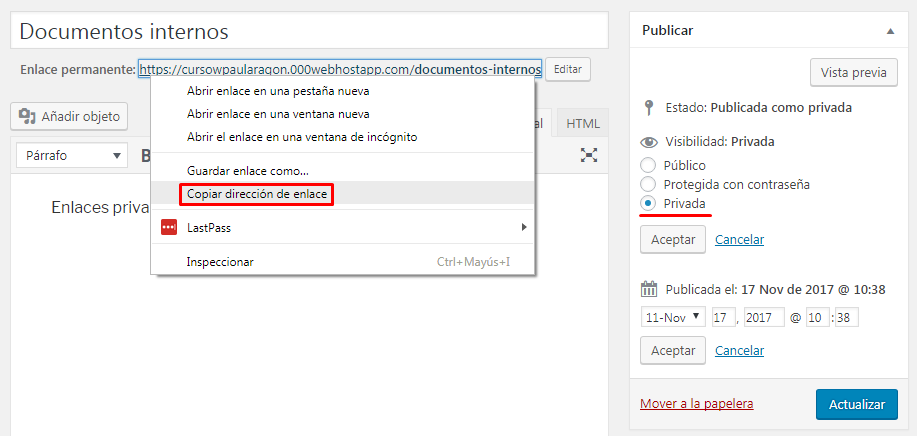 Documentos internos
Enlace permanente: https://cursowpaularagon.000webhostapp.com/documentos-internos Editar
Añadir objeto
al HTML
Párrafo B
Enlaces priva
Abrir enlace en una pestaña nueva
Abrir enlace en una ventana nueva
Abrir el enlace en una ventana de incógnito
Guardar enlace como...
Copiar dirección de enlace
LastPass
Inspeccionar Ctrl+Mayús+I
Publicar
Vista previa
Estado: Publicada como privada
Visibilidad: Privada
Público
Protegida con contraseña
Privada
Aceptar Cancelar
Publicada el: 17 Nov de 2017 @ 10:38
11-Nov 17, 2017 @ 10:38
Aceptar Cancelar
Mover a la papelera Actualizar